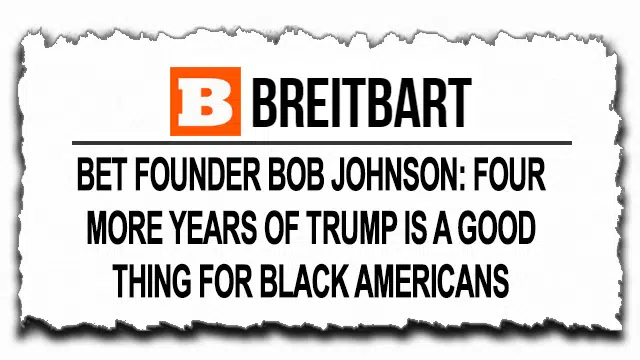 B BREITBART
BET FOUNDER BOB JOHNSON: FOUR
MORE YEARS OF TRUMP IS A GOOD
THING FOR BLACK AMERICANS